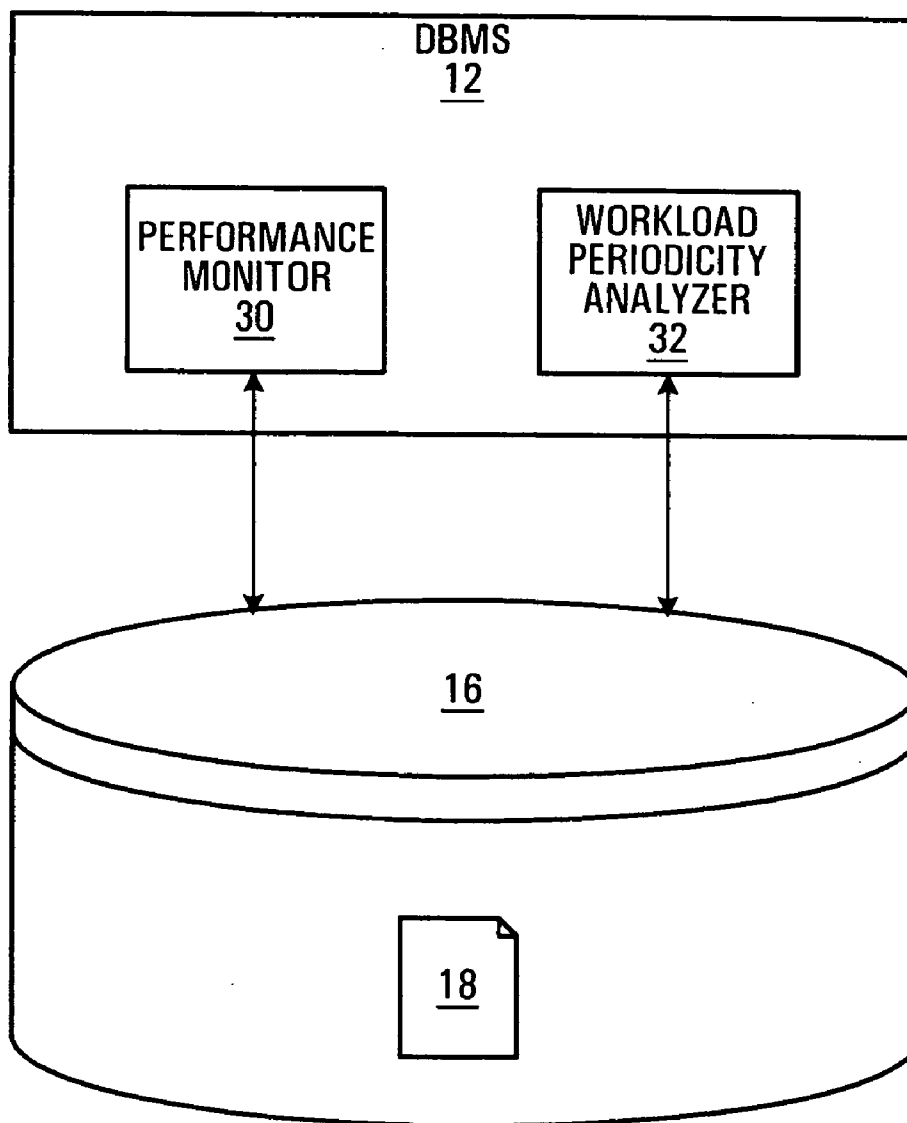 DBMS
12
PERFORMANCE
MONITOR
30
WORKLOAD
PERIODICITY
ANALYZER
32
16
18